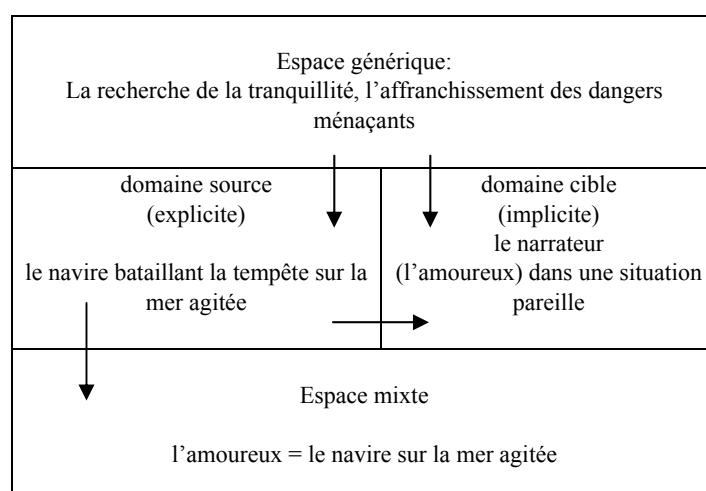 Espace générique:
La recherche de la tranquillité, l'affranchissement des dangers
ménaçants
domaine source
(explicite)
le navire bataillant la tempête sur la
mer agitée
domaine cible
(implicite)
le narrateur
(l'amoureux) dans une situation
pareille
Espace mixte
l'amoureux = le navire sur la mer agitée